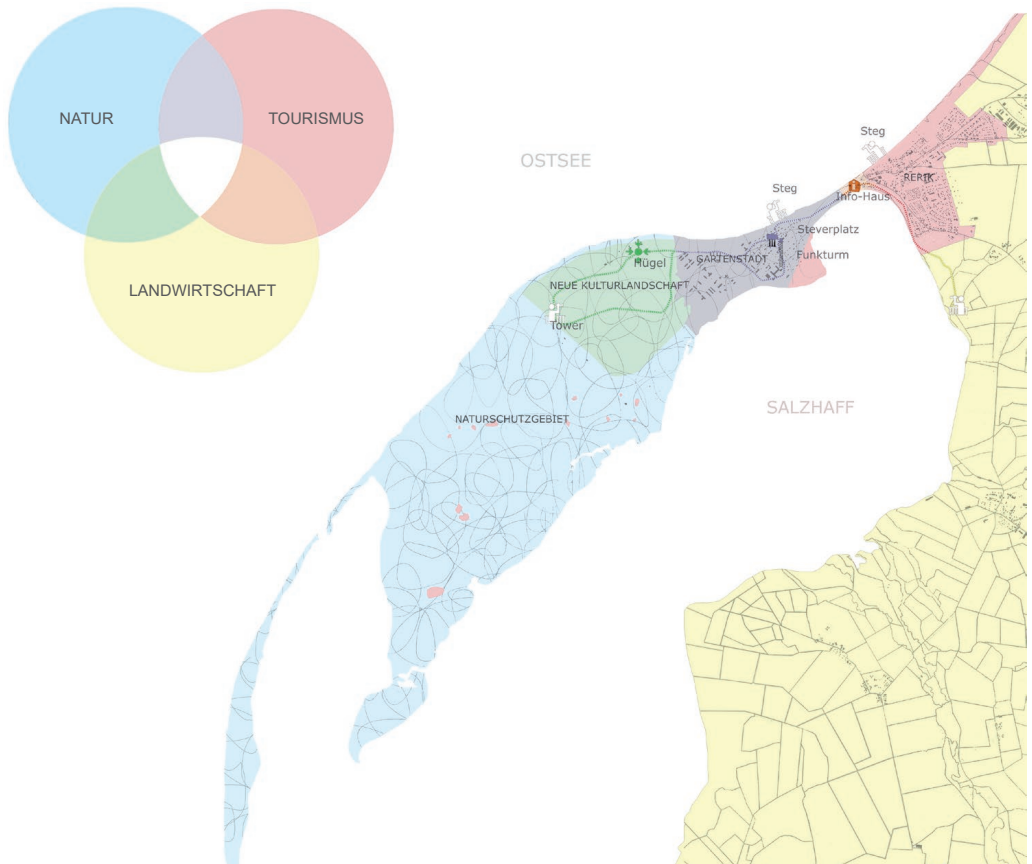 NATUR
TOURISMUS
LANDWIRTSCHAFT
OSTSEE
Steg
RERIK
Info-Haus
Steg
Steverplatz
Funkturm
GARTENSTADT
Hügel
NEUE KULTURLANDSCHAFT
Tower
SALZHAFF
NATURSCHUTZGEBIET